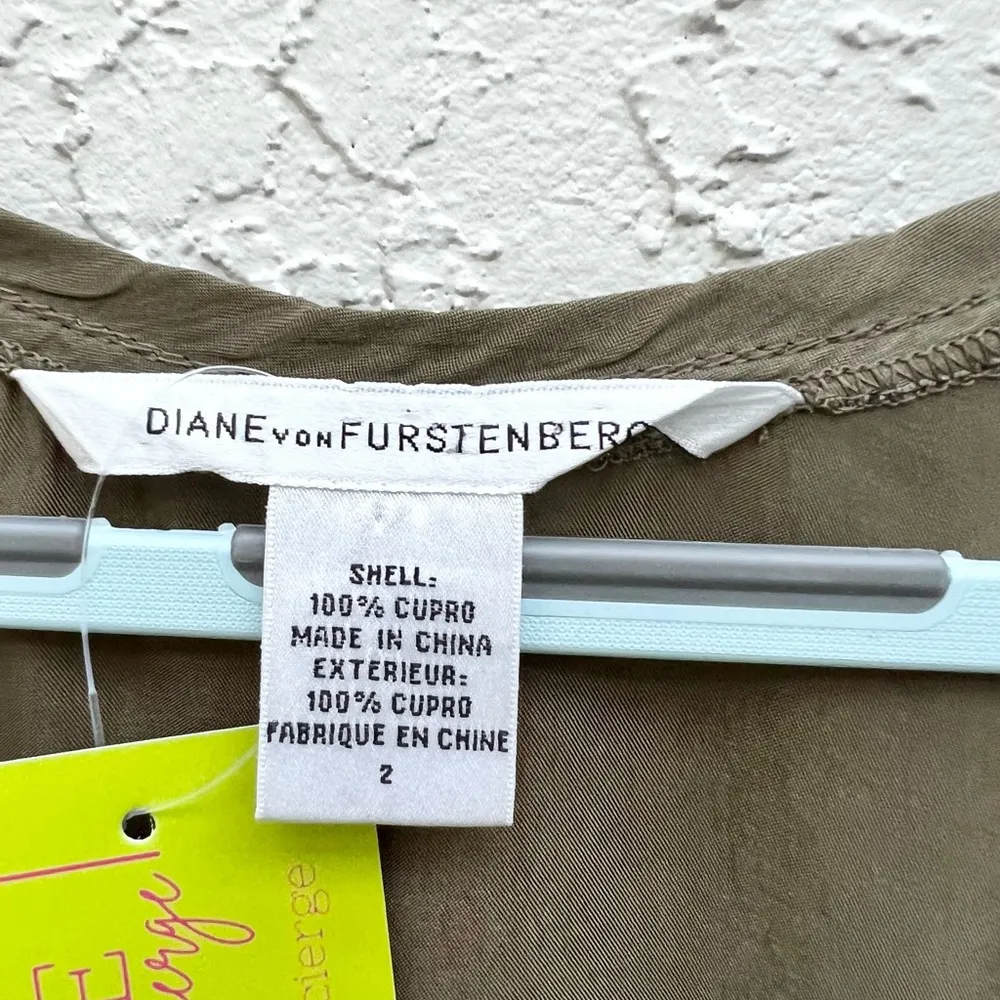 DIANE VON FURSTENBERG
SHELL:
100% CUPRO
MADE IN CHINA
EXTERIEUR:
100% CUPRO
FABRIQUE EN CHINE
2